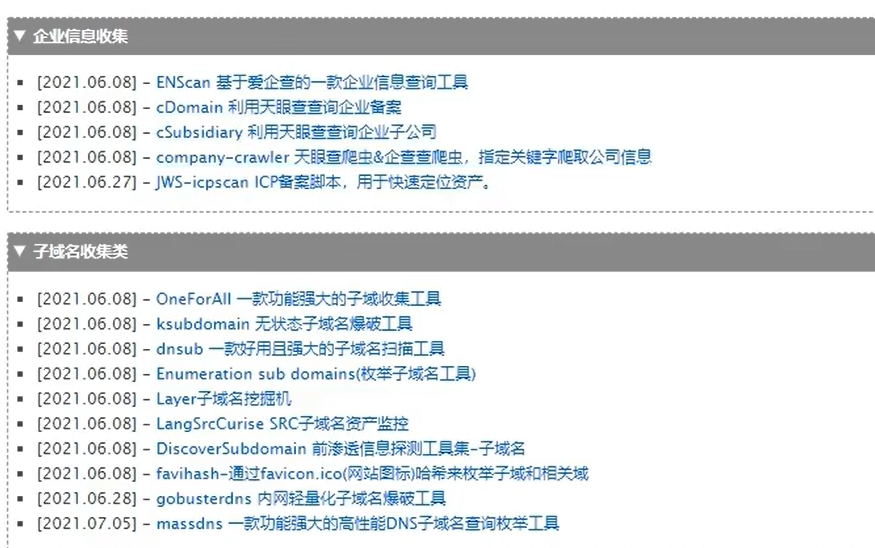 ▼ 企业信息收集
▪ [2021.06.08] – ENScan 基于爱企查的一款企业信息查询工具
▪ [2021.06.08] – cDomain 利用天眼查查询企业备案
▪ [2021.06.08] – cSubsidiary 利用天眼查查询企业子公司
▪ [2021.06.08] – company-crawler 天眼查爬虫&企查查爬虫，指定关键字爬取公司信息
▪ [2021.06.27] – JWS-icpscan ICP备案脚本，用于快速定位资产。
▼ 子域名收集类
▪ [2021.06.08] – OneForAll 一款功能强大的子域收集工具
▪ [2021.06.08] – ksubdomain 无状态子域名爆破工具
▪ [2021.06.08] – dnsub 一款好用且强大的子域名扫描工具
▪ [2021.06.08] – Enumeration sub domains(枚举子域名工具)
▪ [2021.06.08] – Layer子域名挖掘机
▪ [2021.06.08] – LangSrcCurise SRC子域名资产监控
▪ [2021.06.08] – DiscoverSubdomain 前渗透信息探测工具集-子域名
▪ [2021.06.08] – favihash-通过favicon.ico(网站图标)哈希来枚举子域和相关域
▪ [2021.06.28] – gobusterdns 内网轻量化子域名爆破工具
▪ [2021.07.05] – massdns 一款功能强大的高性能DNS子域名查询枚举工具